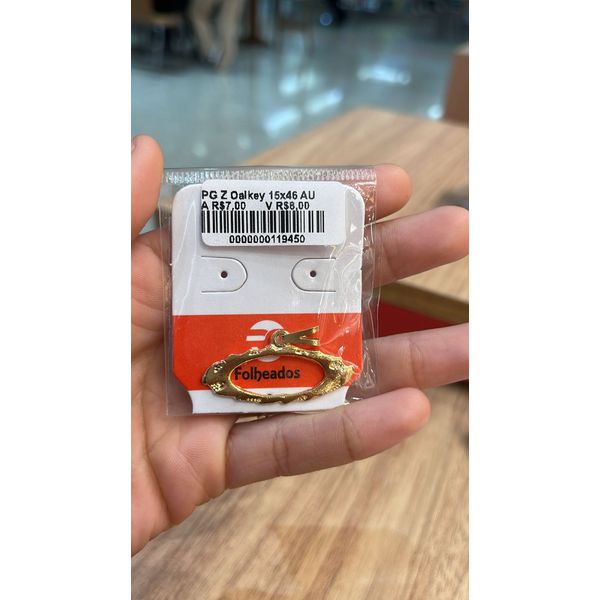 PG Z Oalkey 15x46 AU
A R$7,00 V R$8,00
0000000119450
Folheados